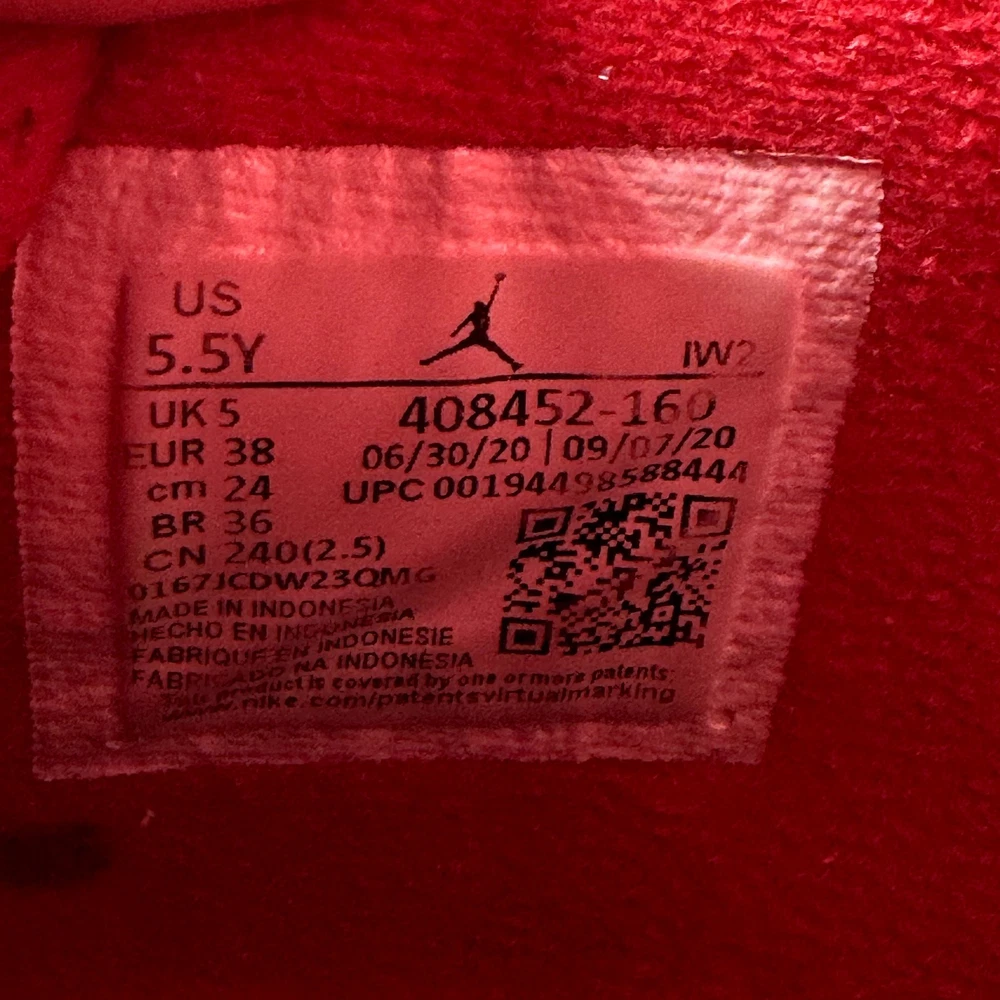 US
5.5Y
IW2
UK 5
408452-160
EUR 38
06/30/20 | 09/07/20
cm 24
UPC 00194498588444
BR 36
CN 240(2.5)
0167JCDW23QMG
MADE IN INDONESIA
HECHO EN INDONESIA
FABRIQUE EN INDONESIE
FABRICADO NA INDONESIA
This product is covered by one or more patents:
www.nike.com/patentsvirtualmarking